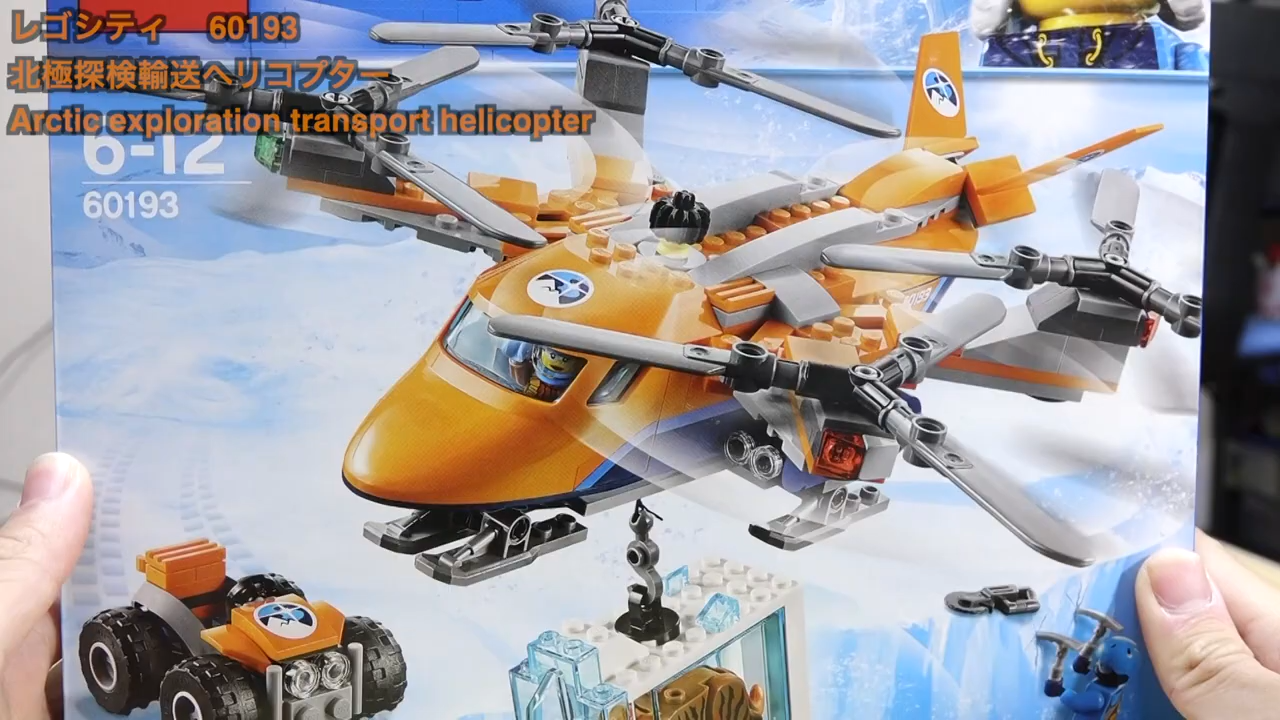 レゴシティ 60193
北極探検輸送ヘリコプター
Arctic exploration transport helicopter
6-12
60193
60193